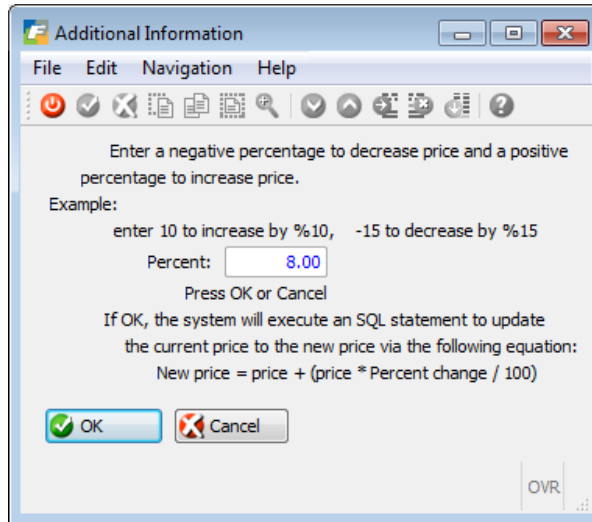 Additional Information
File Edit Navigation Help
Enter a negative percentage to decrease price and a positive
percentage to increase price.
Example:
enter 10 to increase by %10, -15 to decrease by %15
Percent: 8.00
Press OK or Cancel
If OK, the system will execute an SQL statement to update
the current price to the new price via the following equation:
New price = price + (price * Percent change / 100)
OK Cancel
OVR